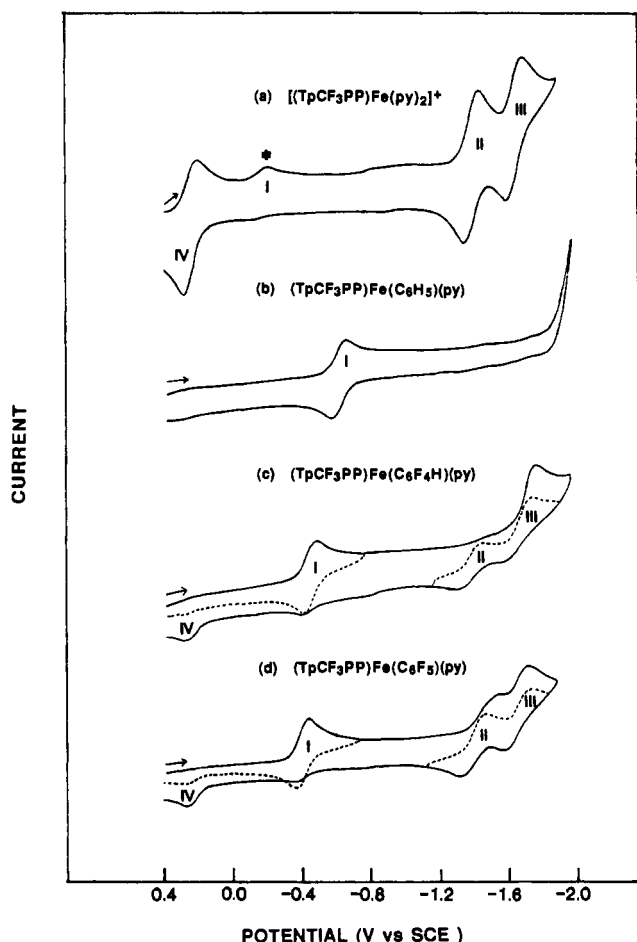 (a) [(TpCF₃PP)Fe(py)₂]⁺
*
I
II
III
IV
(b) (TpCF₃PP)Fe(C₆H₅)(py)
I
(c) (TpCF₃PP)Fe(C₆F₄H)(py)
I
II
III
IV
(d) (TpCF₃PP)Fe(C₆F₅)(py)
I
II
III
IV
CURRENT
0.4 0.0 -0.4 -0.8 -1.2 -1.6 -2.0
POTENTIAL (V vs SCE )